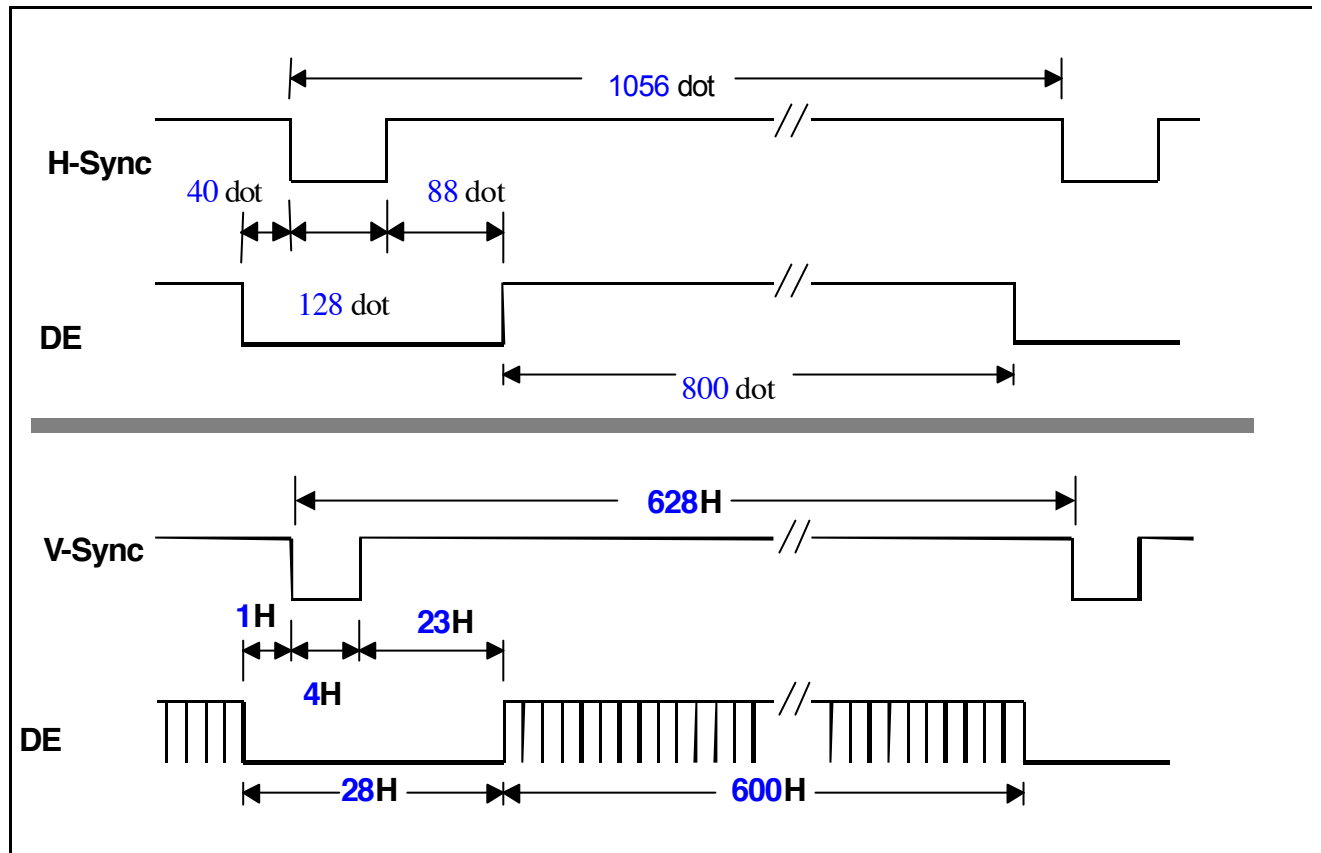 1056 dot
H-Sync
40 dot
88 dot
128 dot
DE
800 dot
628H
V-Sync
1H
23H
4H
DE
28H
600H